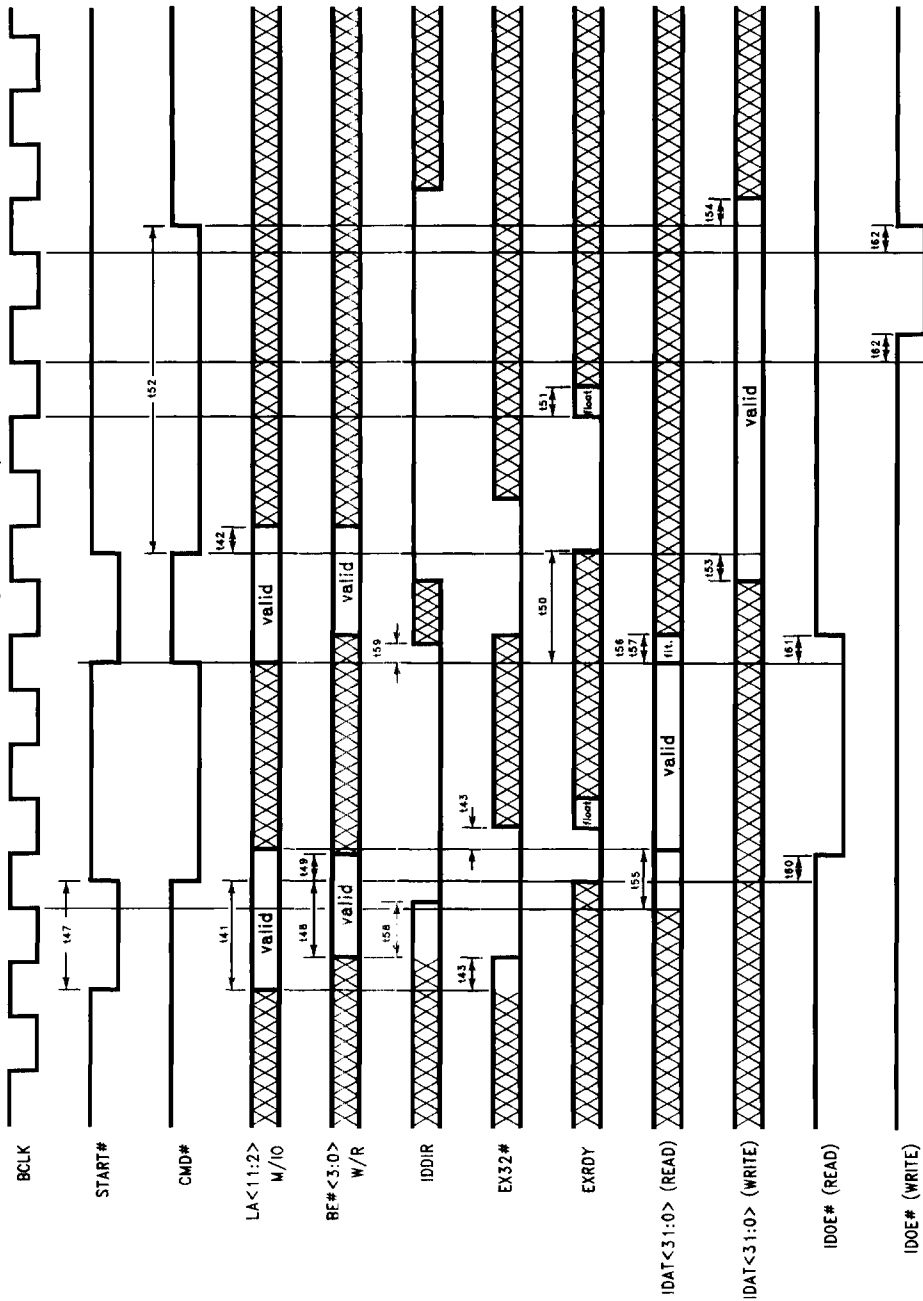 BCLK
START#
t47
CMD#
t52
LA<11:2>
M/IO
t41
valid
valid
t42
BE#<3:0>
W/R
t48
t49
valid
valid
IDDIR
t58
t59
EX32#
t43
t43
EXRDY
float
t50
float
t51
IDAT<31:0> (READ)
t55
valid
t56
t57
flt.
IDAT<31:0> (WRITE)
t53
valid
t54
IDOE# (READ)
t60
t61
IDOE# (WRITE)
t62
t62